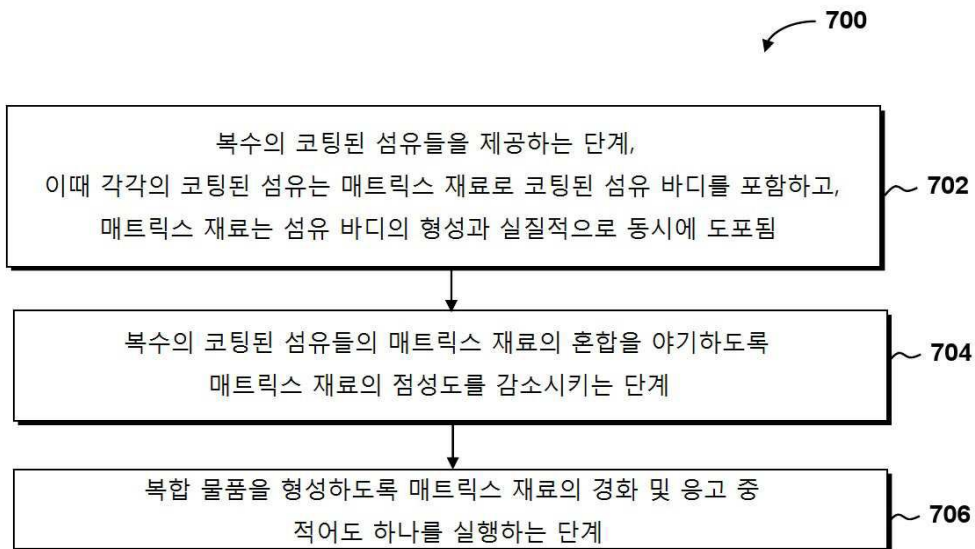 700
복수의 코팅된 섬유들을 제공하는 단계,
이때 각각의 코팅된 섬유는 매트릭스 재료로 코팅된 섬유 바디를 포함하고,
매트릭스 재료는 섬유 바디의 형성과 실질적으로 동시에 도포됨
702
복수의 코팅된 섬유들의 매트릭스 재료의 혼합을 야기하도록
매트릭스 재료의 점성도를 감소시키는 단계
704
복합 물품을 형성하도록 매트릭스 재료의 경화 및 응고 중
적어도 하나를 실행하는 단계
706